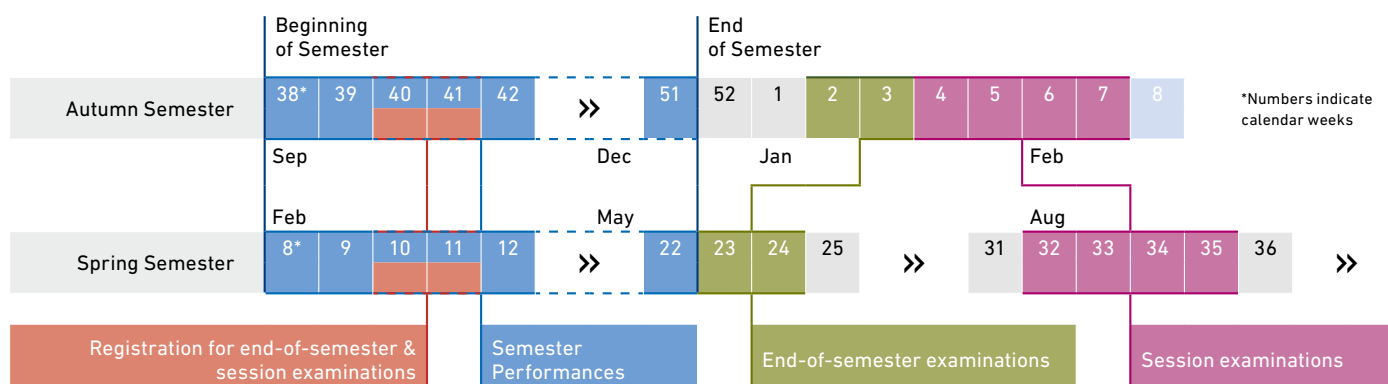 Beginning
of Semester
End
of Semester
Autumn Semester
38* 39 40 41 42 » 51 52 1 2 3 4 5 6 7 8
*Numbers indicate
calendar weeks
Sep Dec Jan Feb
Feb May Aug
Spring Semester
8* 9 10 11 12 » 22 23 24 25 » 31 32 33 34 35 36 »
Registration for end-of-semester &
session examinations
Semester
Performances
End-of-semester examinations
Session examinations